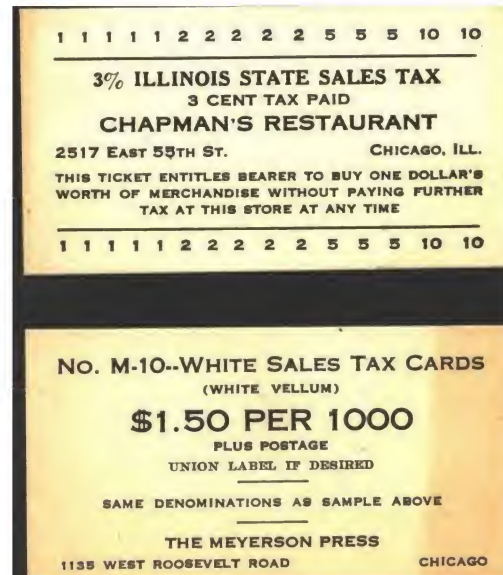 1 1 1 1 1 2 2 2 2 2 5 5 5 10 10
3% ILLINOIS STATE SALES TAX
3 CENT TAX PAID
CHAPMAN'S RESTAURANT
2517 EAST 55TH ST. CHICAGO, ILL.
THIS TICKET ENTITLES BEARER TO BUY ONE DOLLAR'S
WORTH OF MERCHANDISE WITHOUT PAYING FURTHER
TAX AT THIS STORE AT ANY TIME
1 1 1 1 1 2 2 2 2 2 5 5 5 10 10
NO. M-10--WHITE SALES TAX CARDS
(WHITE VELLUM)
$1.50 PER 1000
PLUS POSTAGE
UNION LABEL IF DESIRED
SAME DENOMINATIONS AS SAMPLE ABOVE
THE MEYERSON PRESS
1135 WEST ROOSEVELT ROAD CHICAGO